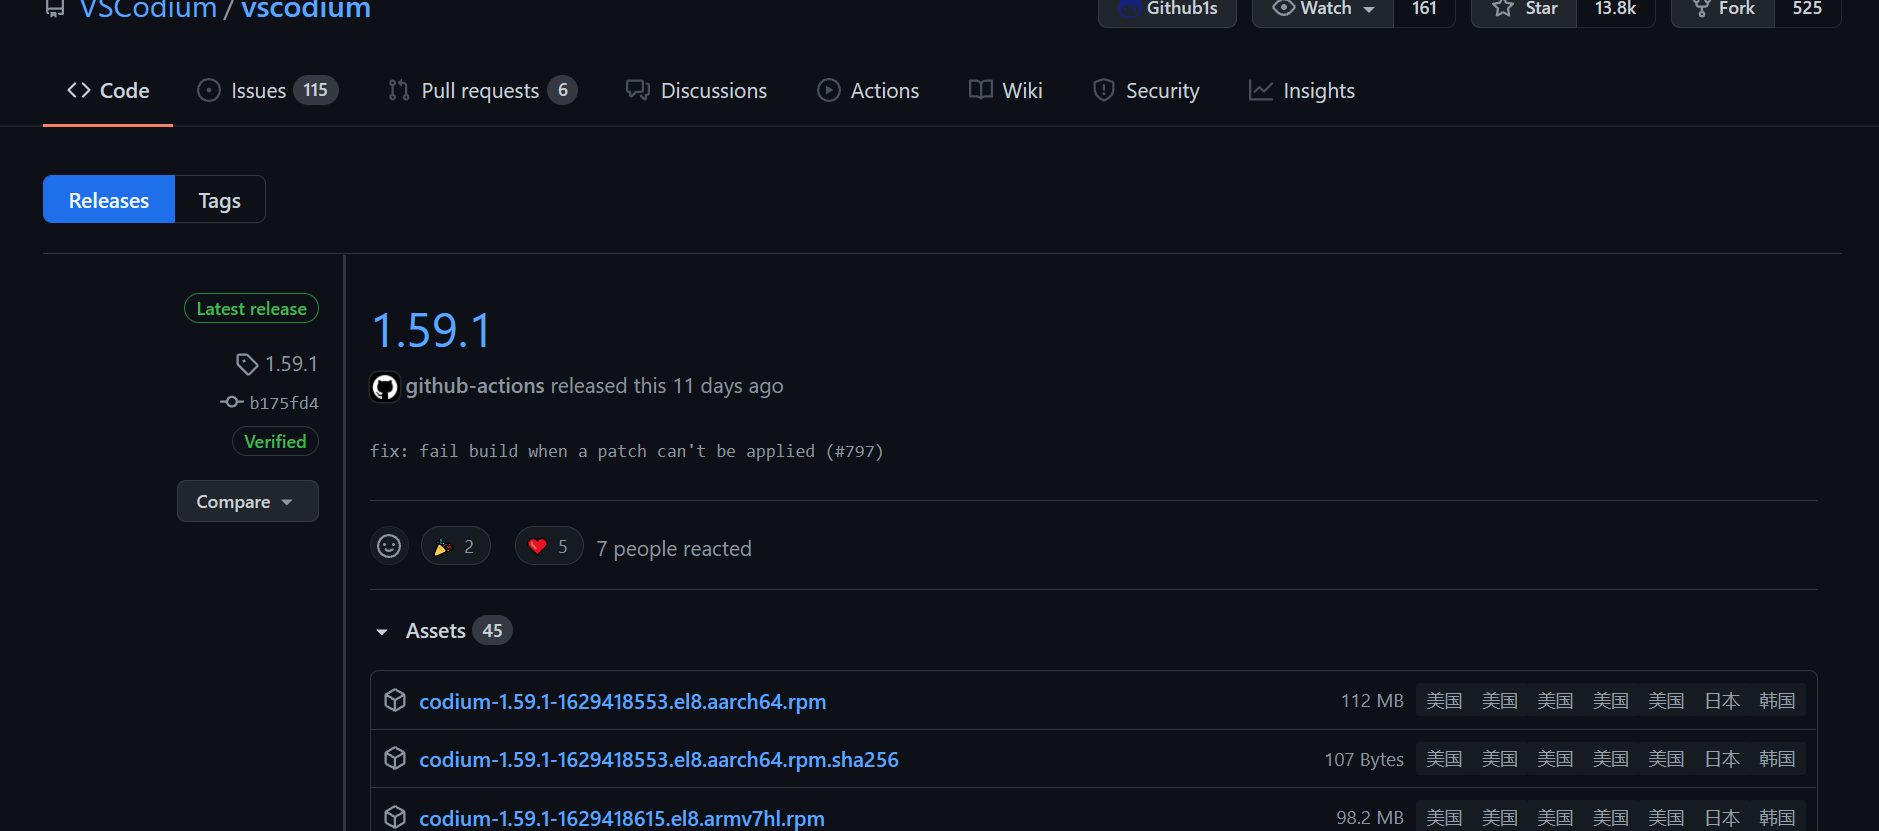 VSCodium / vscodium Github1s Watch 161 Star 13.8k Fork 525
Code Issues 115 Pull requests 6 Discussions Actions Wiki Security Insights
Releases Tags
Latest release
1.59.1
b175fd4
Verified
Compare
1.59.1
github-actions released this 11 days ago
fix: fail build when a patch can't be applied (#797)
2 5 7 people reacted
Assets 45
codium-1.59.1-1629418553.el8.aarch64.rpm 112 MB 美国 美国 美国 美国 美国 日本 韩国
codium-1.59.1-1629418553.el8.aarch64.rpm.sha256 107 Bytes 美国 美国 美国 美国 美国 日本 韩国
codium-1.59.1-1629418615.el8.armv7hl.rpm 98.2 MB 美国 美国 美国 美国 美国 日本 韩国